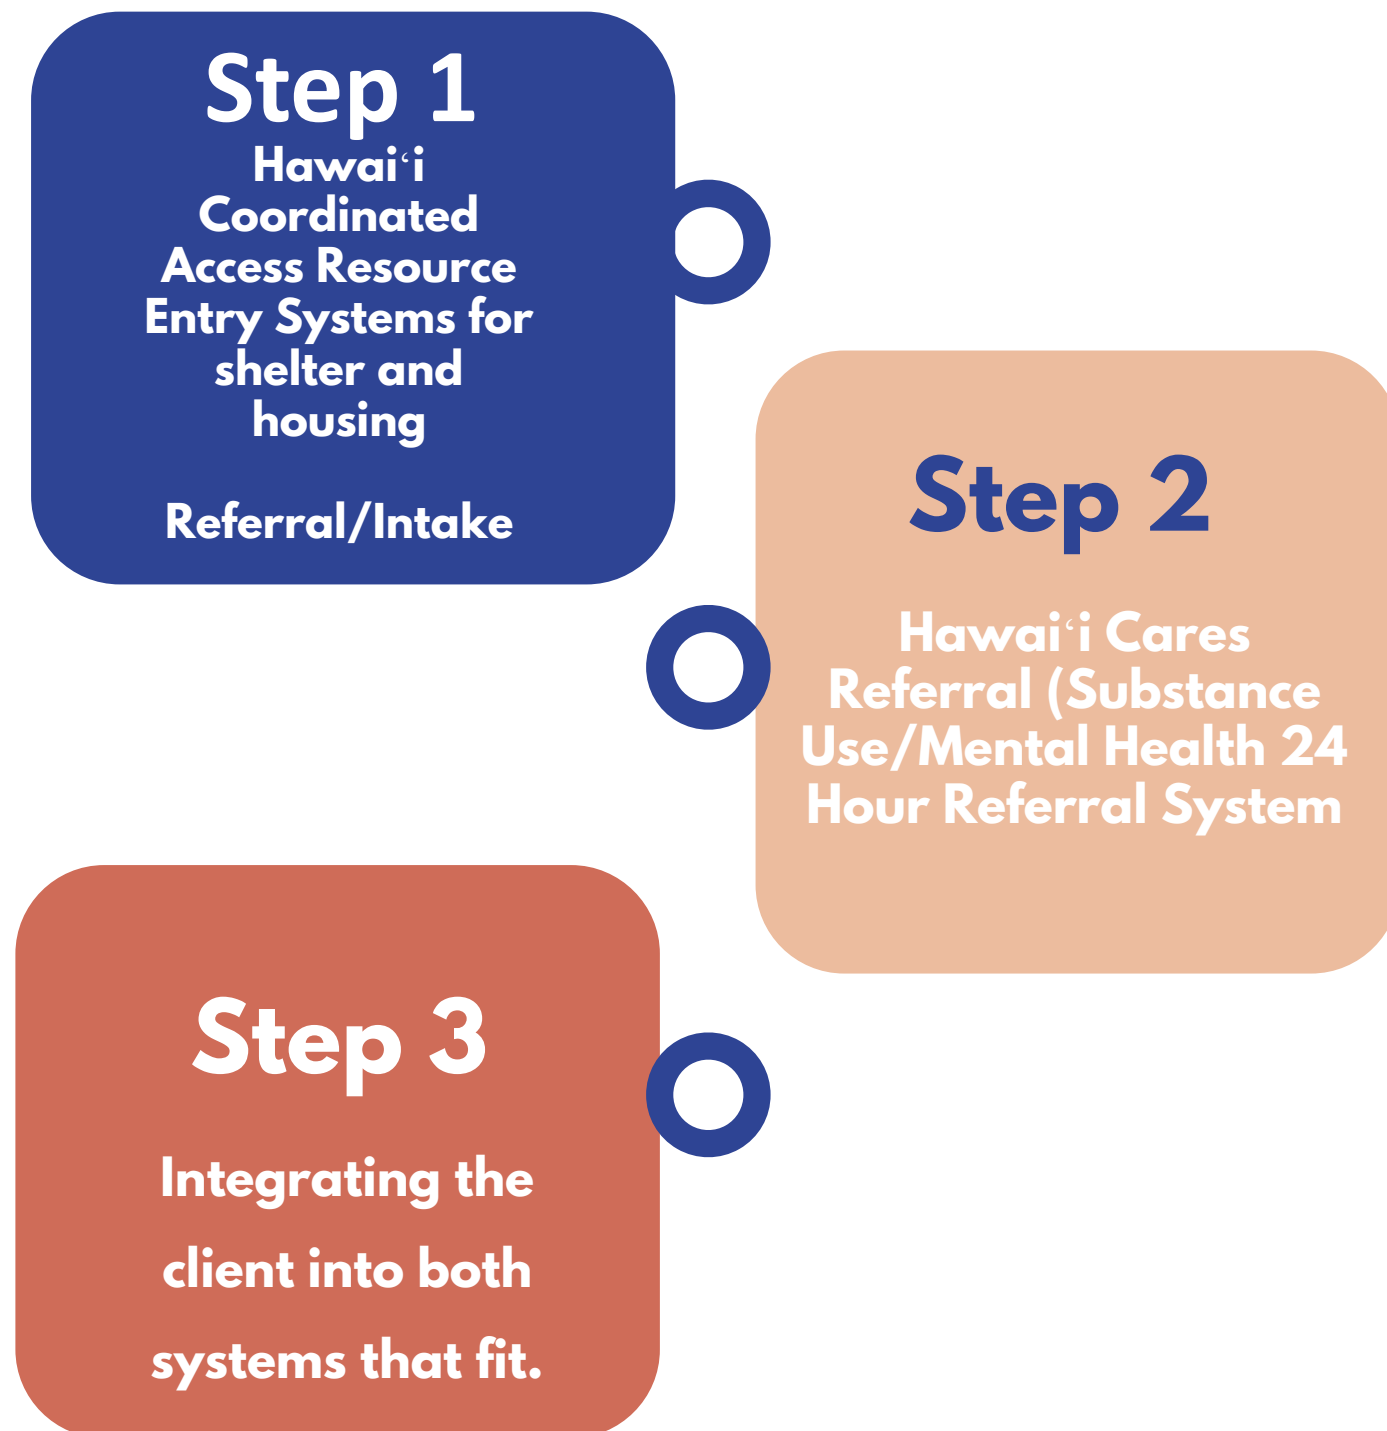 Step 1
Hawaiʻi
Coordinated
Access Resource
Entry Systems for
shelter and
housing
Referral/Intake
Step 2
Hawaiʻi Cares
Referral (Substance
Use/Mental Health 24
Hour Referral System
Step 3
Integrating the
client into both
systems that fit.